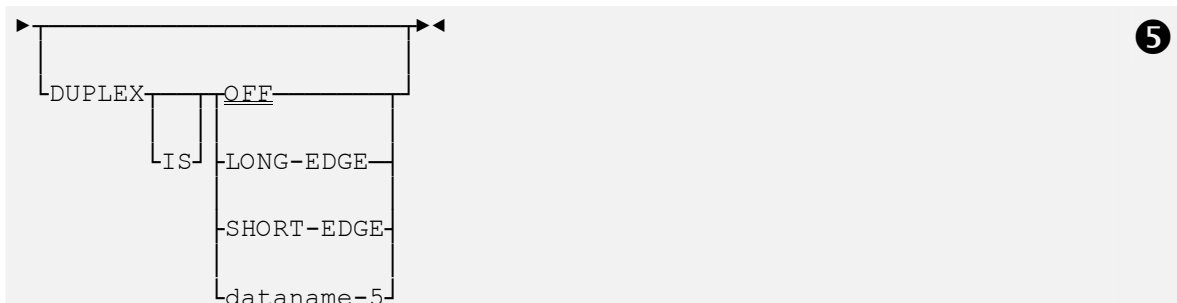 ❺
DUPLEX OFF
IS LONG-EDGE
SHORT-EDGE
dataname-5